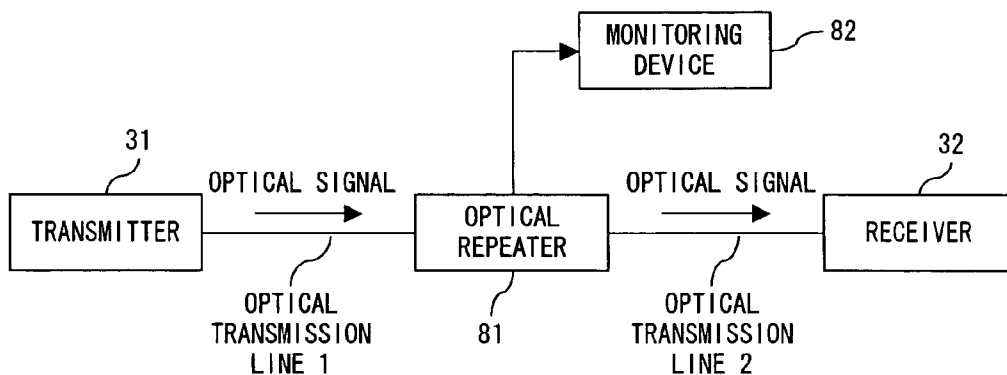 MONITORING
DEVICE
82
31
32
OPTICAL SIGNAL
OPTICAL SIGNAL
TRANSMITTER
OPTICAL
REPEATER
RECEIVER
OPTICAL
TRANSMISSION
LINE 1
81
OPTICAL
TRANSMISSION
LINE 2